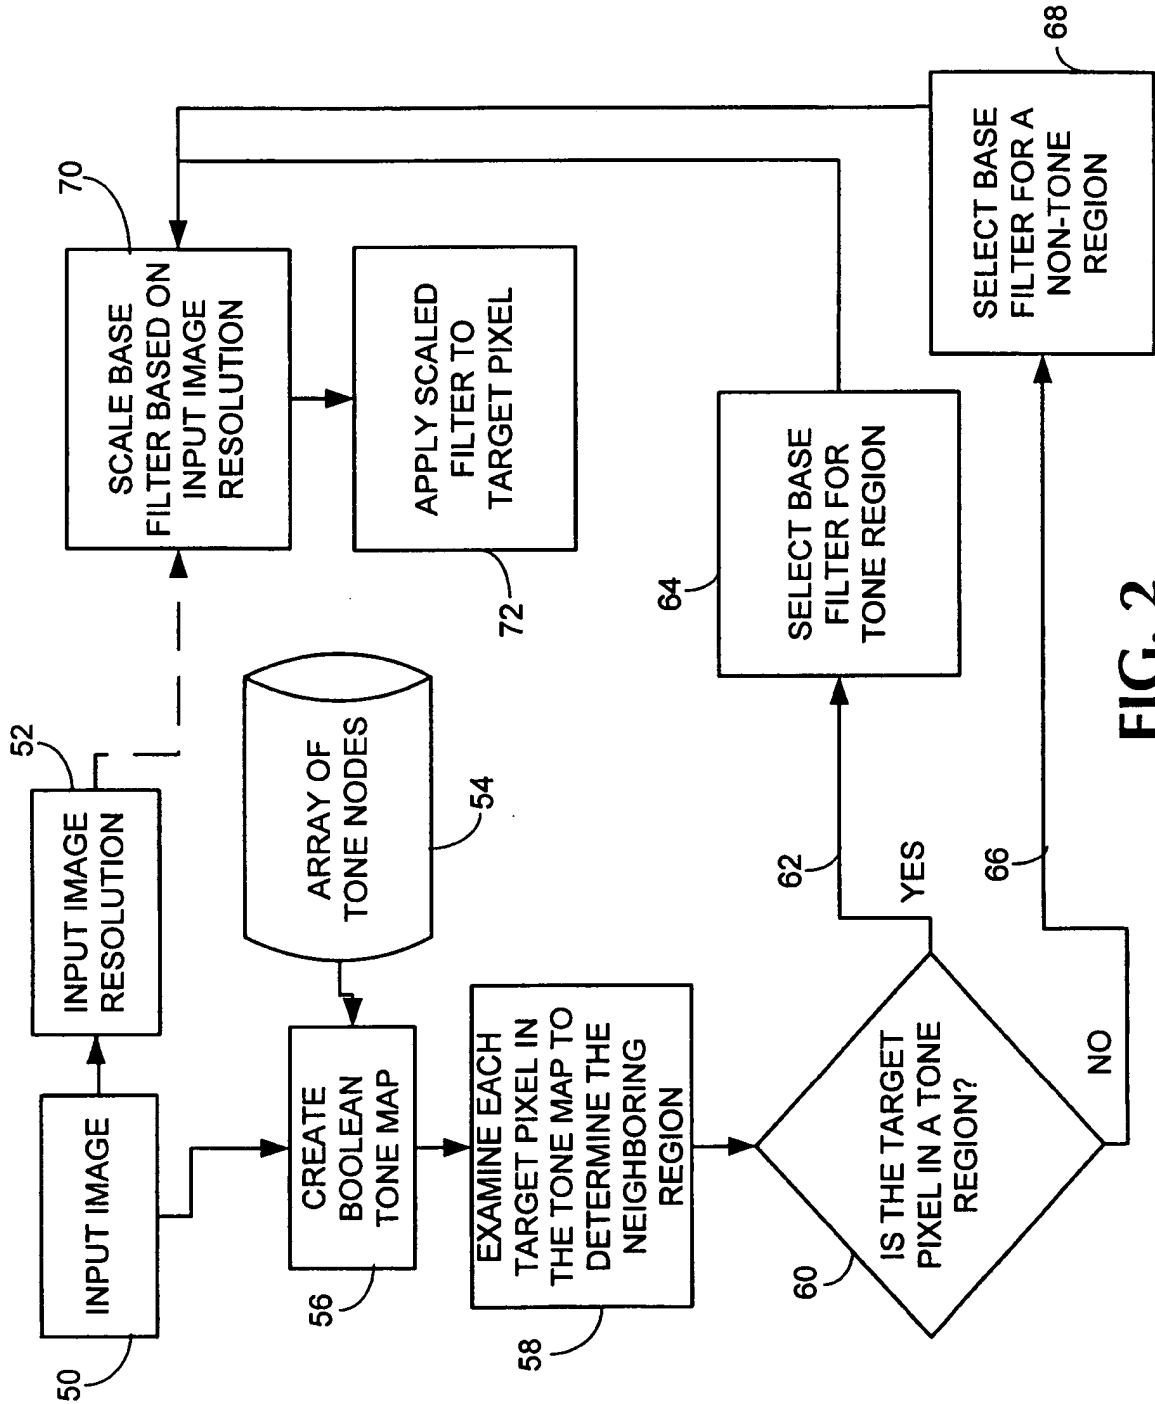 50
INPUT IMAGE
52
INPUT IMAGE
RESOLUTION
70
SCALE BASE
FILTER BASED ON
INPUT IMAGE
RESOLUTION
ARRAY OF
TONE NODES
54
56
CREATE
BOOLEAN
TONE MAP
72
APPLY SCALED
FILTER TO
TARGET PIXEL
58
EXAMINE EACH
TARGET PIXEL IN
THE TONE MAP TO
DETERMINE THE
NEIGHBORING
REGION
60
IS THE TARGET
PIXEL IN A TONE
REGION?
62
YES
64
SELECT BASE
FILTER FOR
TONE REGION
66
NO
68
SELECT BASE
FILTER FOR A
NON-TONE
REGION
FIG. 2